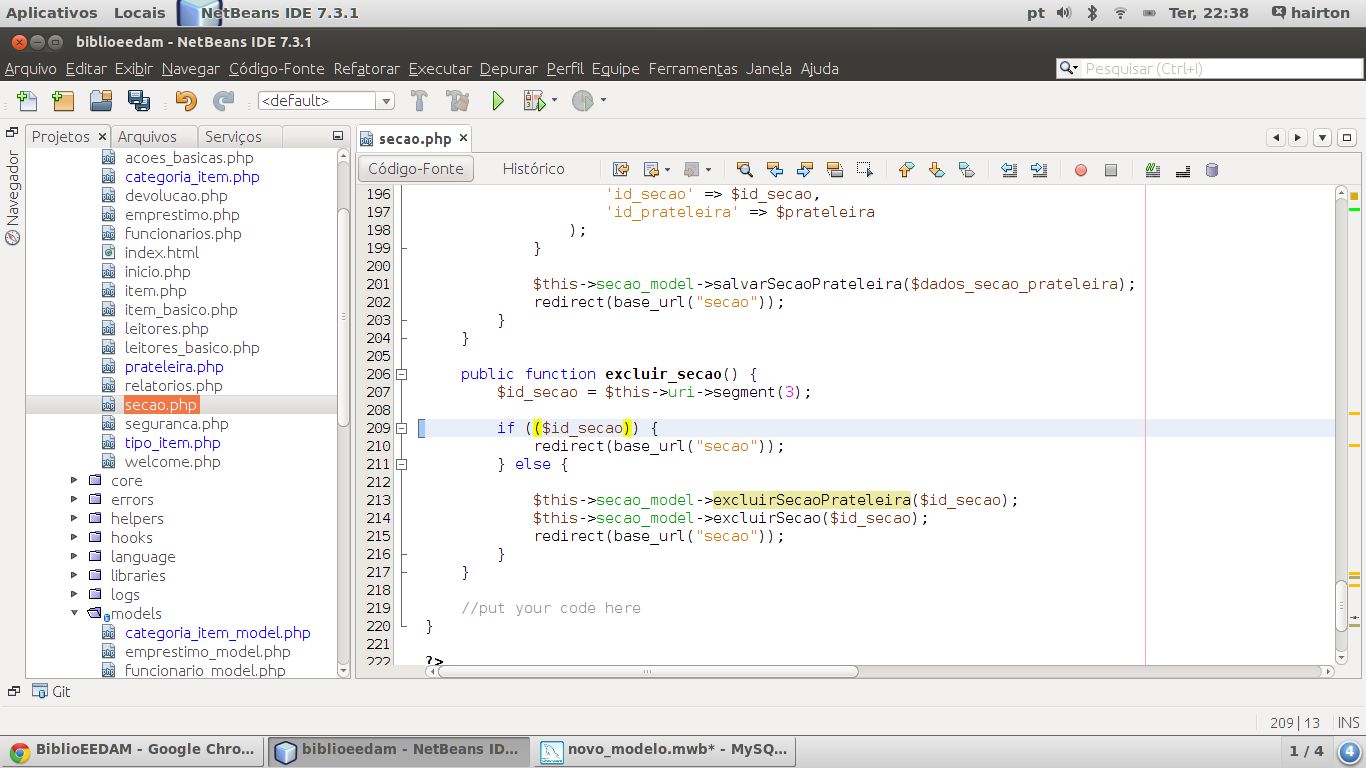 Aplicativos Locais NetBeans IDE 7.3.1 pt Ter, 22:38 hairton
biblioeedam - NetBeans IDE 7.3.1
Arquivo Editar Exibir Navegar Código-Fonte Refatorar Executar Depurar Perfil Equipe Ferramentas Janela Ajuda Pesquisar (Ctrl+I)
<default>
Projetos Arquivos Serviços
Navegador
acoes_basicas.php
categoria_item.php
devolucao.php
emprestimo.php
funcionarios.php
index.html
inicio.php
item.php
item_basico.php
leitores.php
leitores_basico.php
prateleira.php
relatorios.php
secao.php
seguranca.php
tipo_item.php
welcome.php
core
errors
helpers
hooks
language
libraries
logs
models
categoria_item_model.php
emprestimo_model.php
funcionario_model.php
secao.php
Código-Fonte Histórico
196 'id_secao' => $id_secao,
197 'id_prateleira' => $prateleira
198 );
199 }
200
201 $this->secao_model->salvarSecaoPrateleira($dados_secao_prateleira);
202 redirect(base_url("secao"));
203 }
204 }
205
206 public function excluir_secao() {
207 $id_secao = $this->uri->segment(3);
208
209 if (($id_secao)) {
210 redirect(base_url("secao"));
211 } else {
212
213 $this->secao_model->excluirSecaoPrateleira($id_secao);
214 $this->secao_model->excluirSecao($id_secao);
215 redirect(base_url("secao"));
216 }
217 }
218
219 //put your code here
220 }
221
222 ?>
Git
209|13 INS
BiblioEEDAM - Google Chro... biblioeedam - NetBeans ID... novo_modelo.mwb* - MySQ... 1 / 4 4